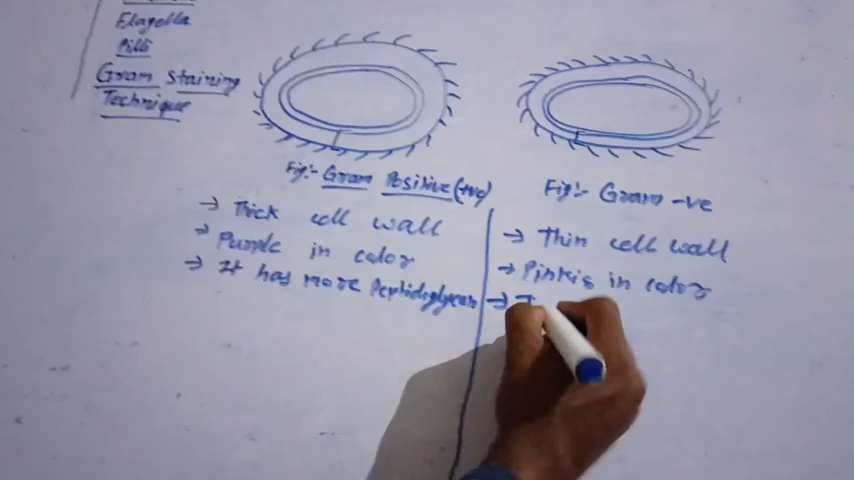 Flagella
Pilli
Gram Staining
Technique
Fig:- Gram Positive (+ve)
→ Thick cell wall
→ Purple in color
→ It has more Peptidoglycan
Fig:- Gram -ve
→ Thin cell wall
→ Pinkis in color
→ I